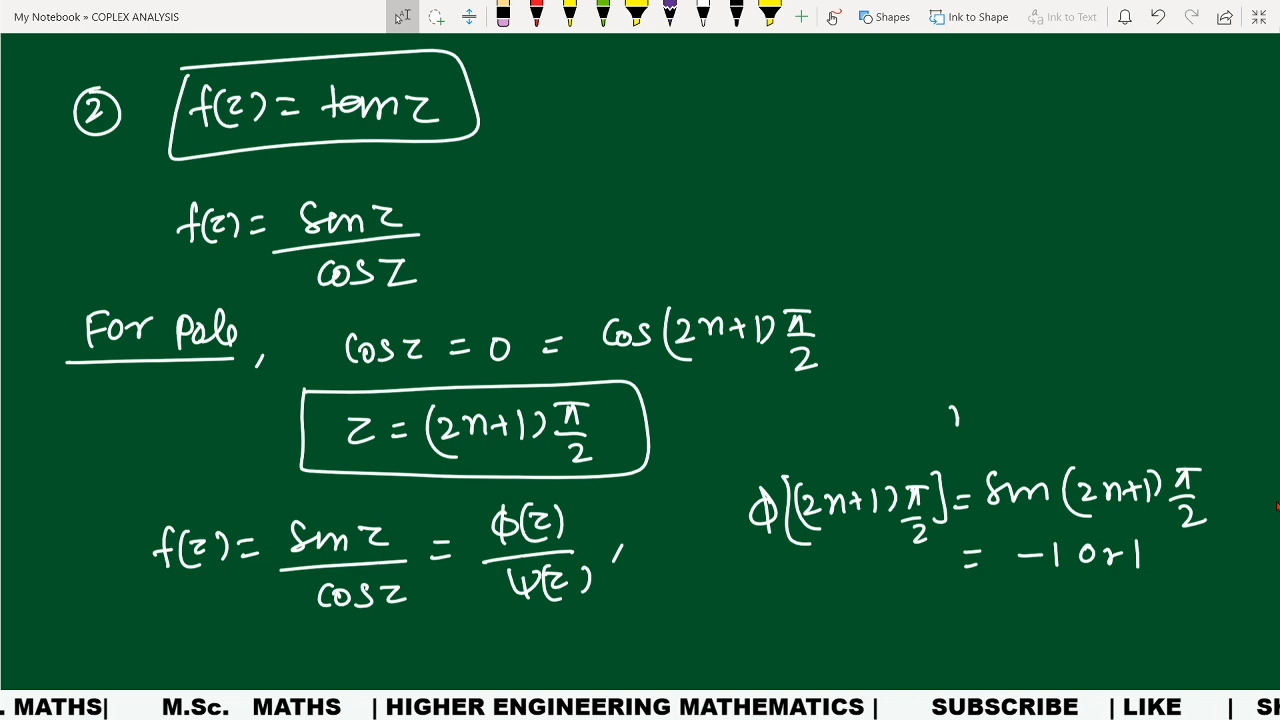 My Notebook » COPLEX ANALYSIS
Shapes Ink to Shape Ink to Text
② f(z) = tan z
f(z) = sin z / cos z
For Pole, cos z = 0 = cos (2n+1) π/2
z = (2n+1) π/2
f(z) = sin z / cos z = ϕ(z) / ψ(z) ,
ϕ[(2n+1) π/2] = sin (2n+1) π/2
= -1 or 1
. MATHS| M.Sc. MATHS | HIGHER ENGINEERING MATHEMATICS | SUBSCRIBE | LIKE |